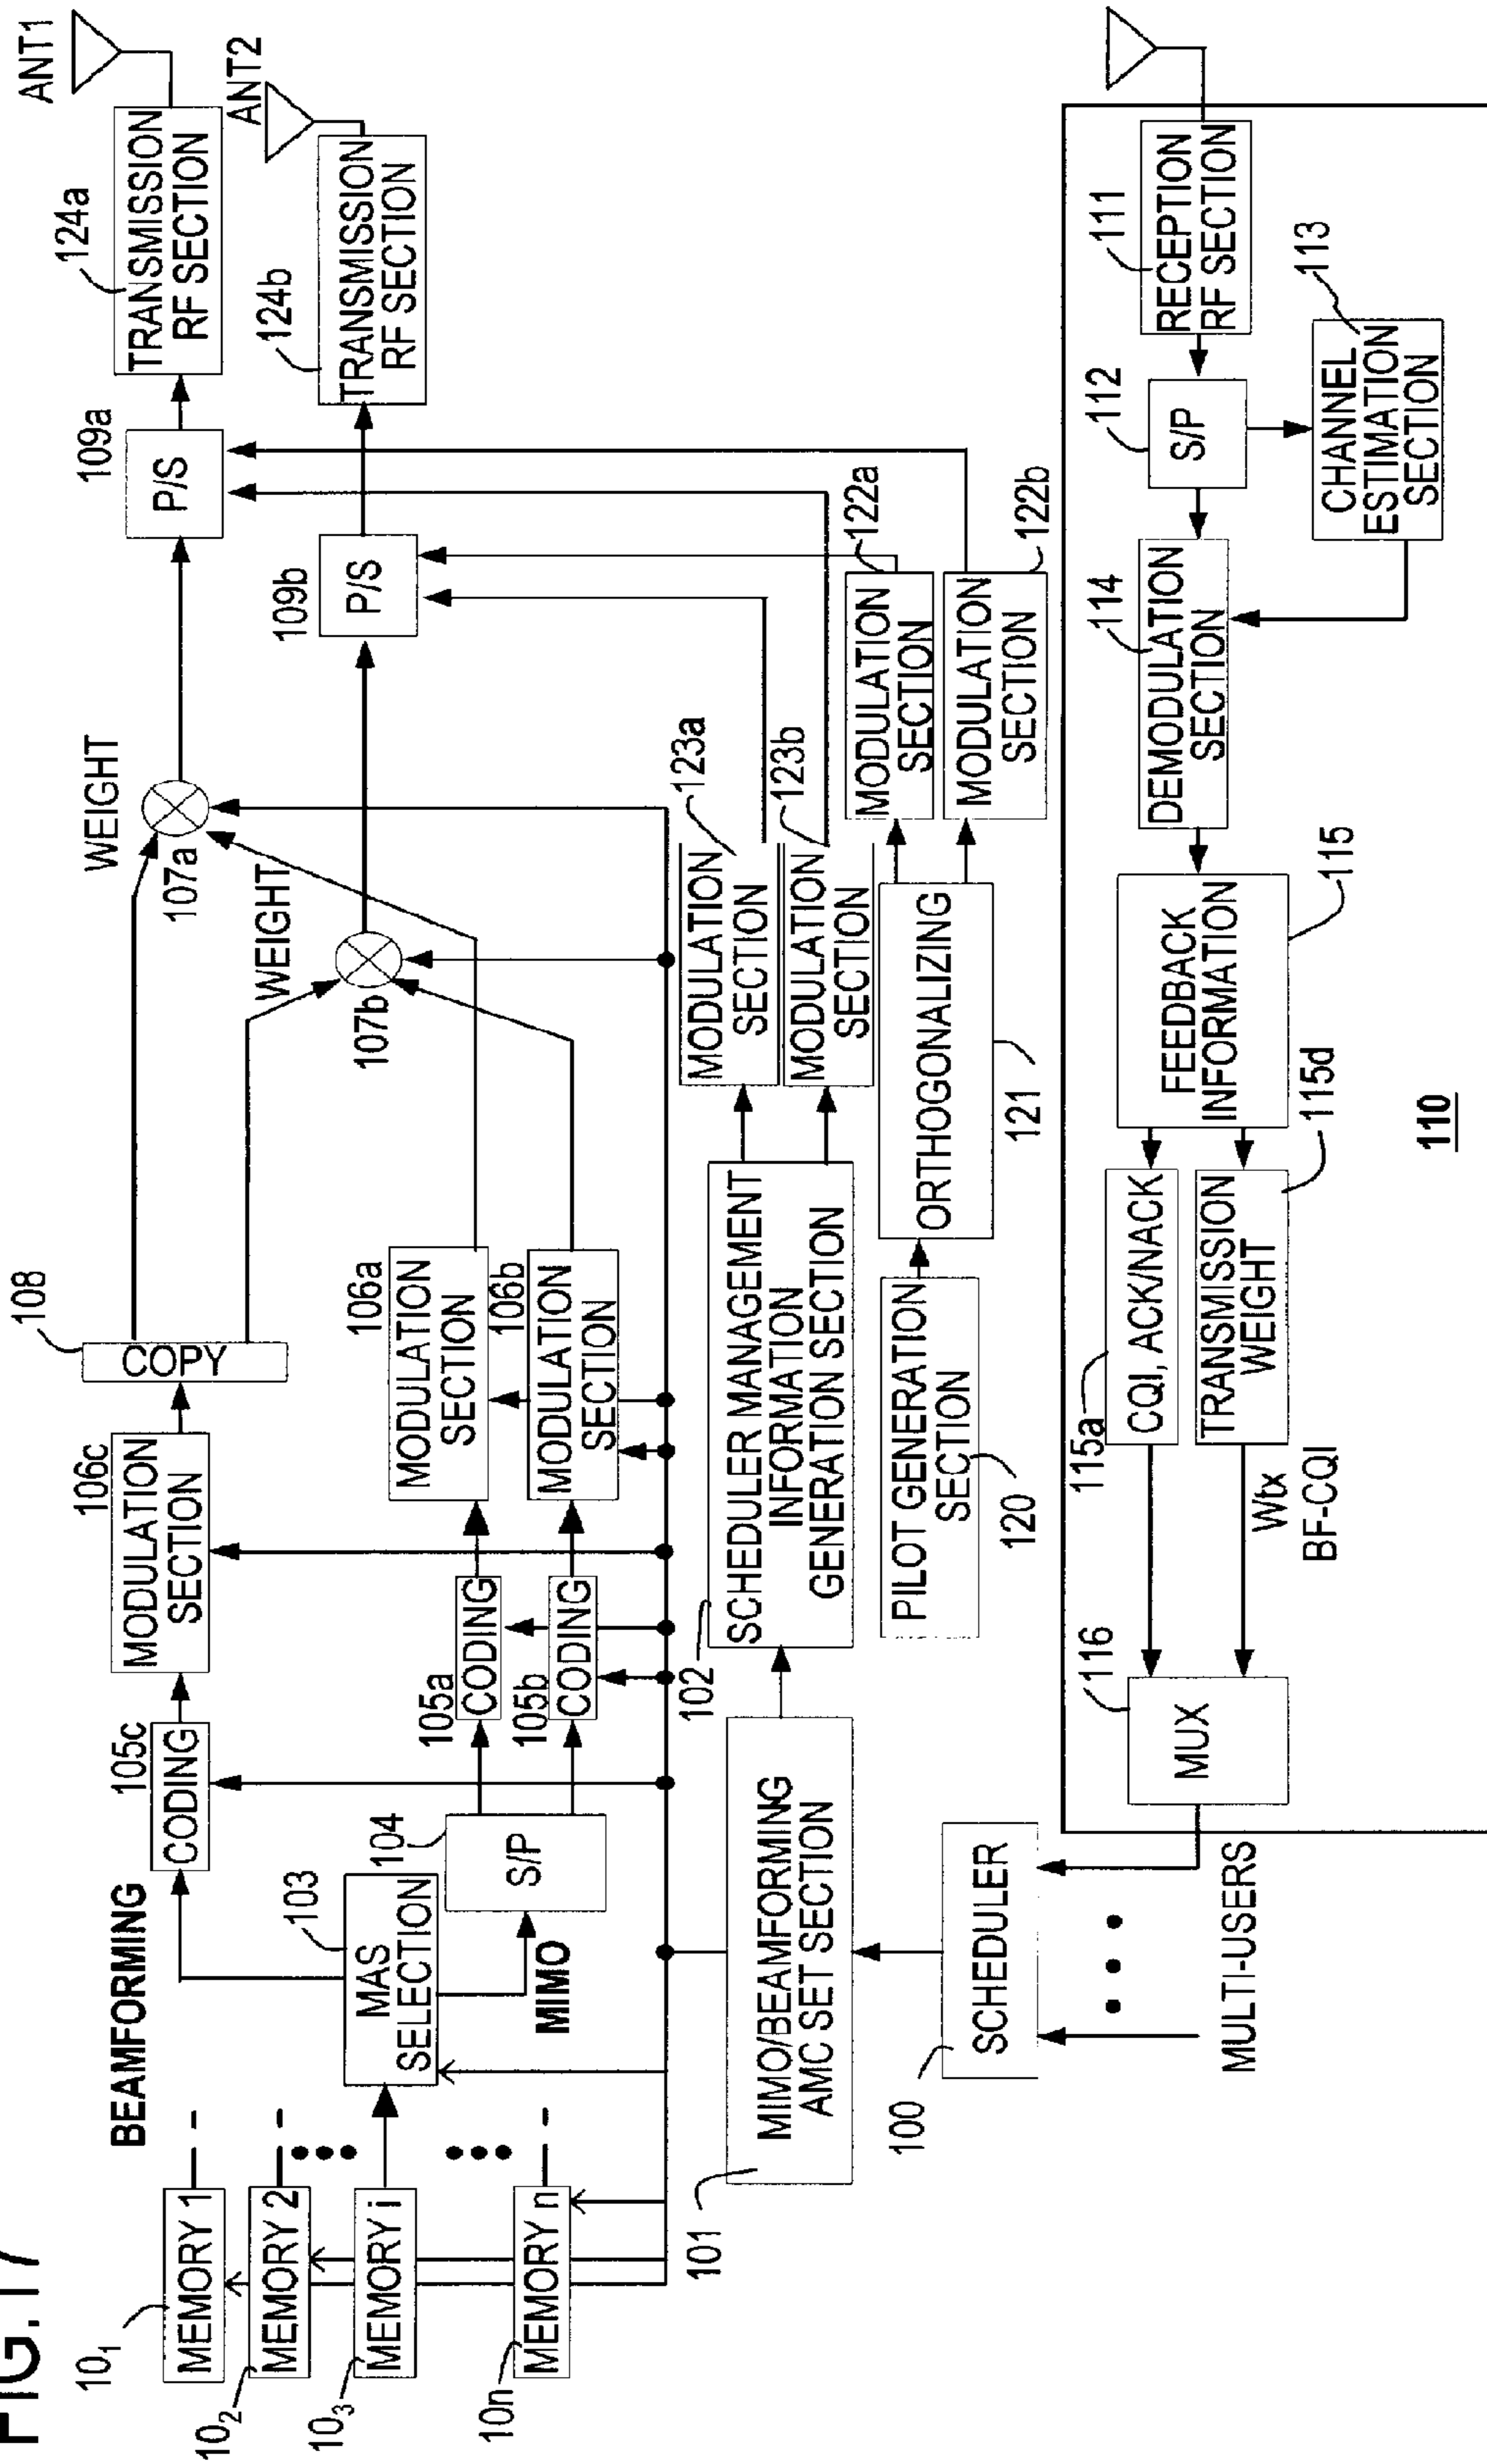 FIG.17
ANT1
ANT2
124a
TRANSMISSION
RF SECTION
124b
TRANSMISSION
RF SECTION
109a
P/S
109b
P/S
WEIGHT
107a
WEIGHT
107b
108
COPY
106c
MODULATION
SECTION
105c
CODING
BEAMFORMING
103
MAS
SELECTION
MIMO
104
S/P
105a
CODING
105b
CODING
106a
MODULATION
SECTION
106b
MODULATION
SECTION
10₁
MEMORY 1
10₂
MEMORY 2
10₃
MEMORY i
10n
MEMORY n
101
MIMO/BEAMFORMING
AMC SET SECTION
102
SCHEDULER MANAGEMENT
INFORMATION
GENERATION SECTION
123a
MODULATION
SECTION
123b
MODULATION
SECTION
122a
MODULATION
SECTION
122b
MODULATION
SECTION
PILOT GENERATION
SECTION
120
ORTHOGONALIZING
121
100
SCHEDULER
MULTI-USERS
116
MUX
115a
CQI, ACK/NACK
TRANSMISSION
WEIGHT
115d
Wtx
BF-CQI
FEEDBACK
INFORMATION
115
114
DEMODULATION
SECTION
112
S/P
111
RECEPTION
RF SECTION
113
CHANNEL
ESTIMATION
SECTION
110